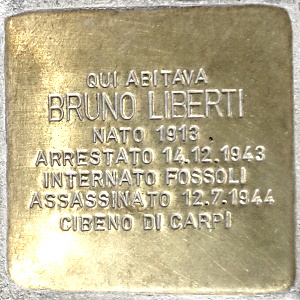 QUI ABITAVA
BRUNO LIBERTI
NATO 1913
ARRESTATO 14.12.1943
INTERNATO FOSSOLI
ASSASSINATO 12.7.1944
CIBENO DI CARPI